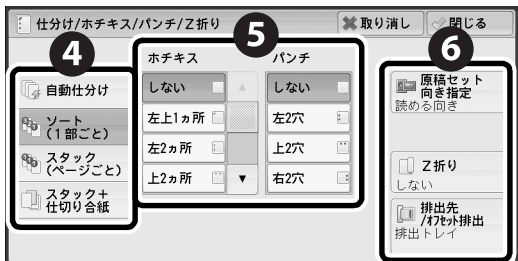 仕分け/ホチキス/パンチ/Z折り
取り消し
閉じる
4
自動仕分け
ソート
(1部ごと)
スタック
(ページごと)
スタック+
仕切り合紙
5
ホチキス
しない
左上1ヵ所
左2ヵ所
上2ヵ所
パンチ
しない
左2穴
上2穴
右2穴
6
原稿セット
向き指定
読める向き
Z折り
しない
排出先
/オフセット排出
排出トレイ